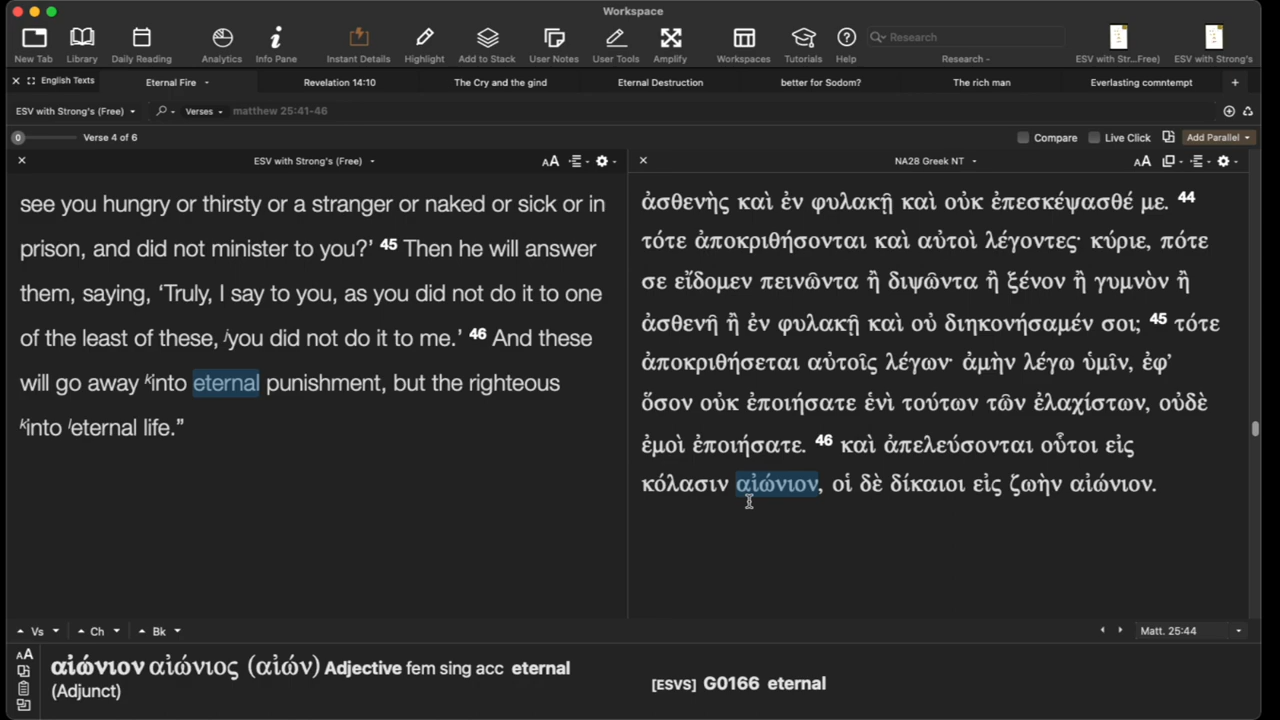 Workspace
New Tab Library Daily Reading Analytics Info Pane Instant Details Highlight Add to Stack User Notes User Tools Amplify Workspaces Tutorials Help Research
Research - ESV with Str...Free) ESV with Strong's
English Texts Eternal Fire Revelation 14:10 The Cry and the gind Eternal Destruction better for Sodom? The rich man Everlasting comntempt +
ESV with Strong's (Free) Verses matthew 25:41-46
0 Verse 4 of 6 Compare Live Click Add Parallel
ESV with Strong's (Free) AA
see you hungry or thirsty or a stranger or naked or sick or in
prison, and did not minister to you?’ 45 Then he will answer
them, saying, ‘Truly, I say to you, as you did not do it to one
of the least of these, jyou did not do it to me.’ 46 And these
will go away kinto eternal punishment, but the righteous
kinto leternal life.”
NA28 Greek NT AA
ἀσθενὴς καὶ ἐν φυλακῇ καὶ οὐκ ἐπεσκέψασθέ με. 44
τότε ἀποκριθήσονται καὶ αὐτοὶ λέγοντες· κύριε, πότε
σε εἴδομεν πεινῶντα ἢ διψῶντα ἢ ξένον ἢ γυμνὸν ἢ
ἀσθενῆ ἢ ἐν φυλακῇ καὶ οὐ διηκονήσαμέν σοι; 45 τότε
ἀποκριθήσεται αὐτοῖς λέγων· ἀμὴν λέγω ὑμῖν, ἐφ’
ὅσον οὐκ ἐποιήσατε ἑνὶ τούτων τῶν ἐλαχίστων, οὐδὲ
ἐμοὶ ἐποιήσατε. 46 καὶ ἀπελεύσονται οὗτοι εἰς
κόλασιν αἰώνιον, οἱ δὲ δίκαιοι εἰς ζωὴν αἰώνιον.
Vs Ch Bk Matt. 25:44
AA αἰώνιον αἰώνιος (αἰών) Adjective fem sing acc eternal
(Adjunct)
[ESVS] G0166 eternal